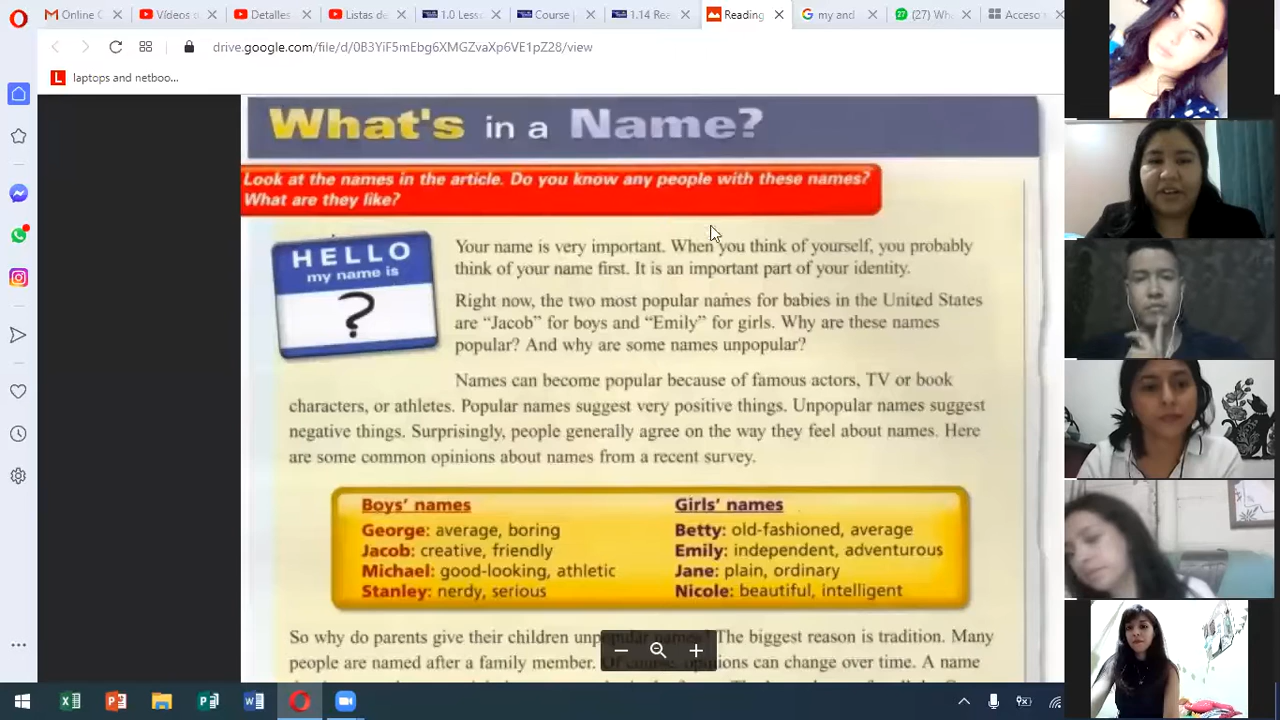 Online C
Vídeos
Detalles
Listas de
1.0 Lesso
Course
1.14 Rea
Reading
my and
(27) Wha
Acceso
drive.google.com/file/d/0B3YiF5mEbg6XMGZvaXp6VE1pZ28/view
laptops and netboo...
What's in a Name?
Look at the names in the article. Do you know any people with these names?
What are they like?
HELLO
my name is
?
Your name is very important. When you think of yourself, you probably
think of your name first. It is an important part of your identity.
Right now, the two most popular names for babies in the United States
are “Jacob” for boys and “Emily” for girls. Why are these names
popular? And why are some names unpopular?
Names can become popular because of famous actors, TV or book
characters, or athletes. Popular names suggest very positive things. Unpopular names suggest
negative things. Surprisingly, people generally agree on the way they feel about names. Here
are some common opinions about names from a recent survey.
Boys' names
George: average, boring
Jacob: creative, friendly
Michael: good-looking, athletic
Stanley: nerdy, serious
Girls' names
Betty: old-fashioned, average
Emily: independent, adventurous
Jane: plain, ordinary
Nicole: beautiful, intelligent
So why do parents give their children unpopular names? The biggest reason is tradition. Many
people are named after a family member. Of course, opinions can change over time. A name